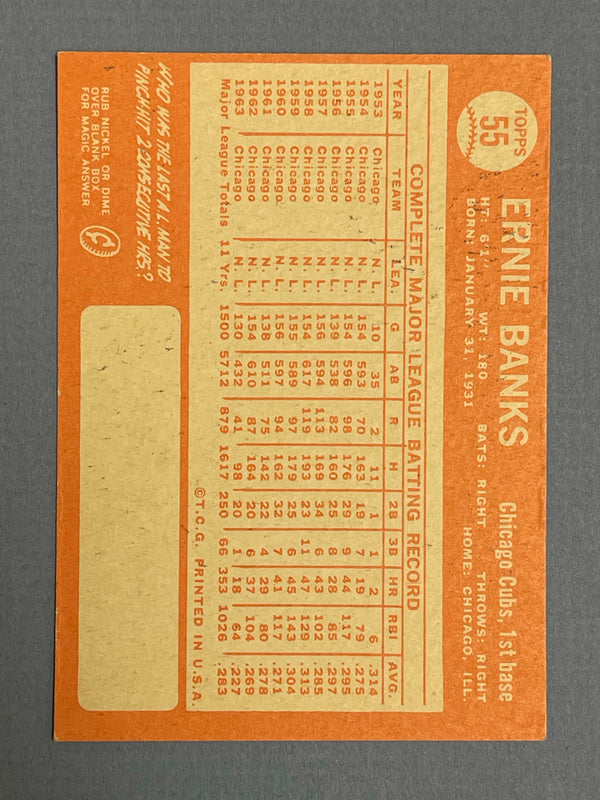 TOPPS
55
ERNIE BANKS
Chicago Cubs, 1st base
HT: 6'1" WT: 180 BATS: RIGHT THROWS: RIGHT
BORN: JANUARY 31, 1931 HOME: CHICAGO, ILL.
COMPLETE MAJOR LEAGUE BATTING RECORD
YEAR TEAM LEA. G AB R H 2B 3B HR RBI AVG.
1953 Chicago N. L. 10 35 2 11 1 1 2 6 .314
1954 Chicago N. L. 154 593 70 163 19 7 19 79 .275
1955 Chicago N. L. 154 596 98 176 29 9 44 117 .295
1956 Chicago N. L. 139 538 82 160 25 8 28 85 .297
1957 Chicago N. L. 156 594 113 169 34 6 43 102 .285
1958 Chicago N. L. 154 617 119 193 23 11 47 129 .313
1959 Chicago N. L. 155 589 97 179 25 6 45 143 .304
1960 Chicago N. L. 156 597 94 162 32 7 41 117 .271
1961 Chicago N. L. 138 511 75 142 22 4 29 80 .278
1962 Chicago N. L. 154 610 87 164 20 6 37 104 .269
1963 Chicago N. L. 130 432 41 98 20 1 18 64 .227
Major League Totals 11 Yrs. 1500 5712 879 1617 250 66 353 1026 .283
©T.C.G. PRINTED IN U.S.A.
WHO WAS THE LAST A.L. MAN TO
PINCH HIT 2 CONSECUTIVE HRS.?
RUB NICKEL OR DIME
OVER BLANK BOX
FOR MAGIC ANSWER